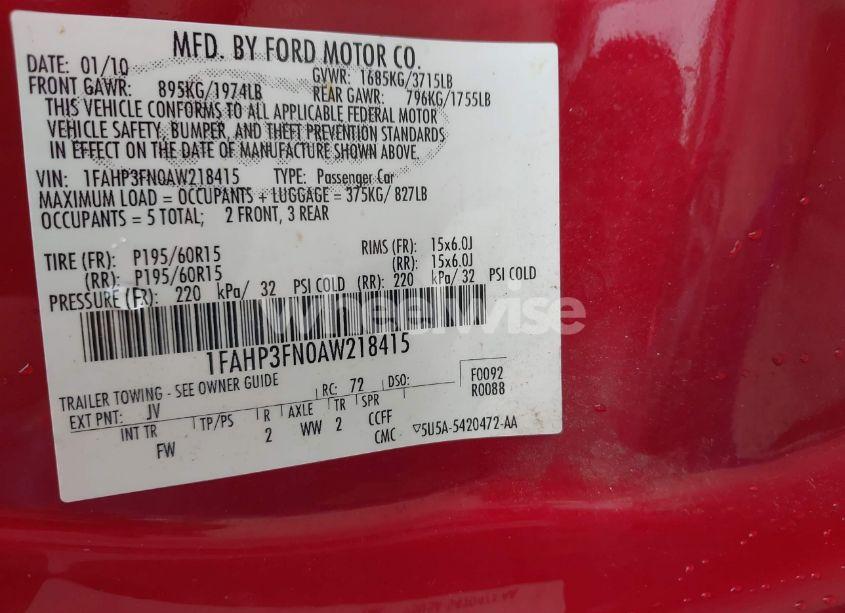 MFD. BY FORD MOTOR CO.
DATE: 01/10 GVWR: 1685KG/3715LB
FRONT GAWR: 895KG/1974LB REAR GAWR: 796KG/1755LB
THIS VEHICLE CONFORMS TO ALL APPLICABLE FEDERAL MOTOR
VEHICLE SAFETY, BUMPER, AND THEFT PREVENTION STANDARDS
IN EFFECT ON THE DATE OF MANUFACTURE SHOWN ABOVE.
VIN: 1FAHP3FN0AW218415 TYPE: Passenger Car
MAXIMUM LOAD = OCCUPANTS + LUGGAGE = 375KG/ 827LB
OCCUPANTS = 5 TOTAL; 2 FRONT, 3 REAR
TIRE (FR): P195/60R15 RIMS (FR): 15x6.0J
(RR): P195/60R15 (RR): 15x6.0J
PRESSURE (FR): 220 kPa/ 32 PSI COLD (RR): 220 kPa/ 32 PSI COLD
wheelwise
1FAHP3FN0AW218415
TRAILER TOWING - SEE OWNER GUIDE
EXT PNT: JV RC: 72 DSO: F0092
R0088
INT TR TP/PS R AXLE TR SPR
FW 2 WW 2 CCFF
CMC ▽5U5A-5420472-AA